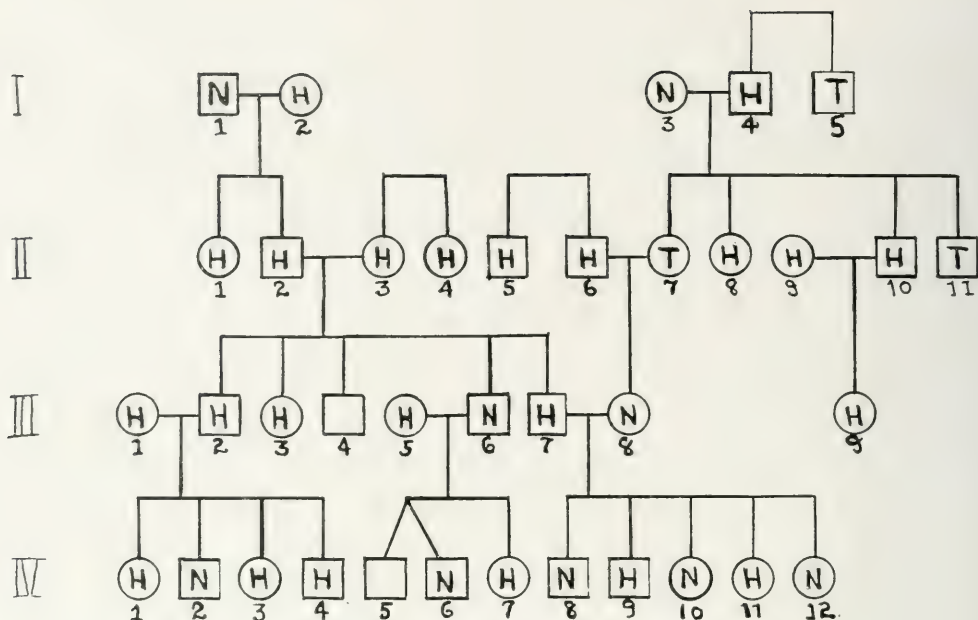 I N H N H T
1 2 3 4 5
II H H H H H H T H H H T
1 2 3 4 5 6 7 8 9 10 11
III H H H H N H N H
1 2 3 4 5 6 7 8 9
IV H N H H N H N H N H N
1 2 3 4 5 6 7 8 9 10 11 12.